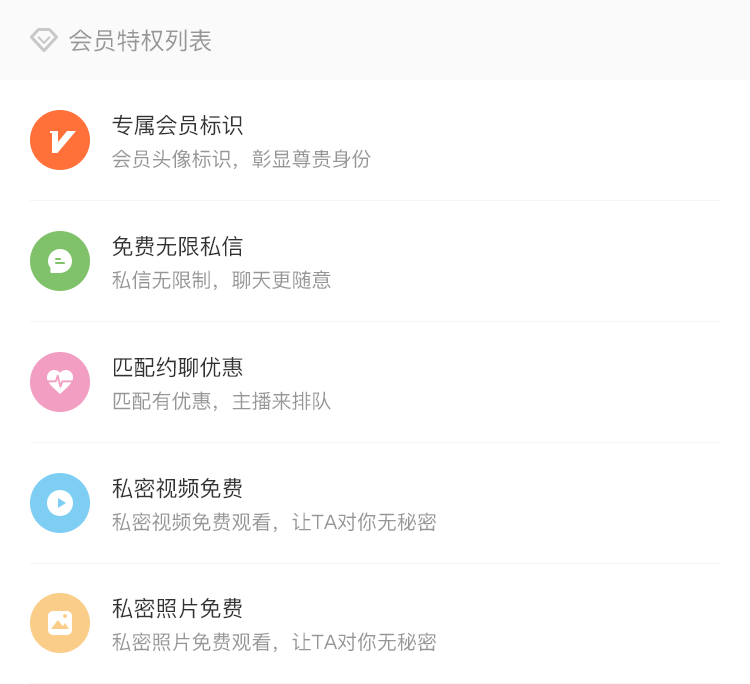 会员特权列表
专属会员标识
会员头像标识，彰显尊贵身份
免费无限私信
私信无限制，聊天更随意
匹配约聊优惠
匹配有优惠，主播来排队
私密视频免费
私密视频免费观看，让TA对你无秘密
私密照片免费
私密照片免费观看，让TA对你无秘密